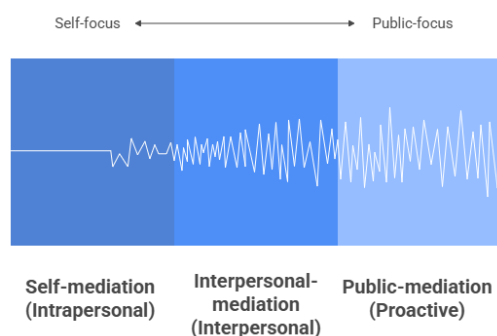 Self-focus Public-focus
Self-mediation
(Intrapersonal)
Interpersonal-
mediation
(Interpersonal)
Public-mediation
(Proactive)